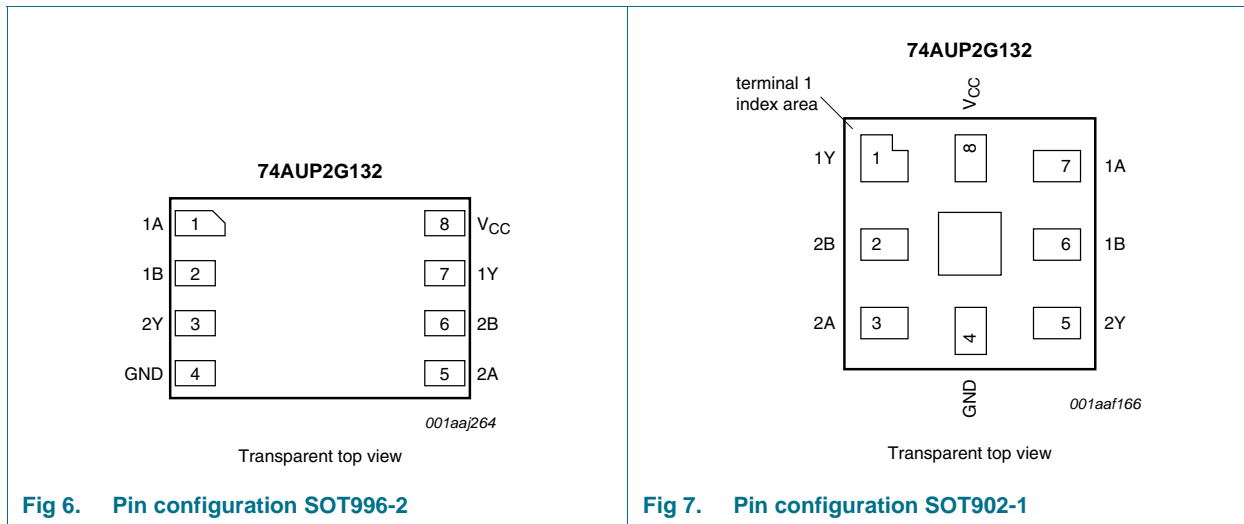 74AUP2G132
1A 1 8 VCC
1B 2 7 1Y
2Y 3 6 2B
GND 4 5 2A
001aaj264
Transparent top view
Fig 6. Pin configuration SOT996-2
74AUP2G132
terminal 1
index area
VCC
1Y 1 8 7 1A
2B 2 6 1B
2A 3 4 5 2Y
GND
001aaf166
Transparent top view
Fig 7. Pin configuration SOT902-1